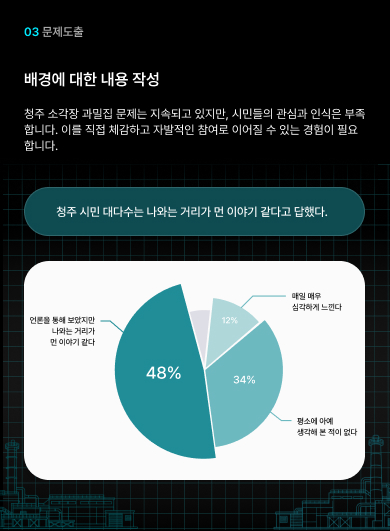 03 문제도출
배경에 대한 내용 작성
청주 소각장 과밀집 문제는 지속되고 있지만, 시민들의 관심과 인식은 부족
합니다. 이를 직접 체감하고 자발적인 참여로 이어질 수 있는 경험이 필요
합니다.
청주 시민 대다수는 나와는 거리가 먼 이야기 같다고 답했다.
매일 매우
심각하게 느낀다
12%
언론을 통해 보았지만
나와는 거리가
먼 이야기 같다
48%
34%
평소에 아예
생각해 본 적이 없다